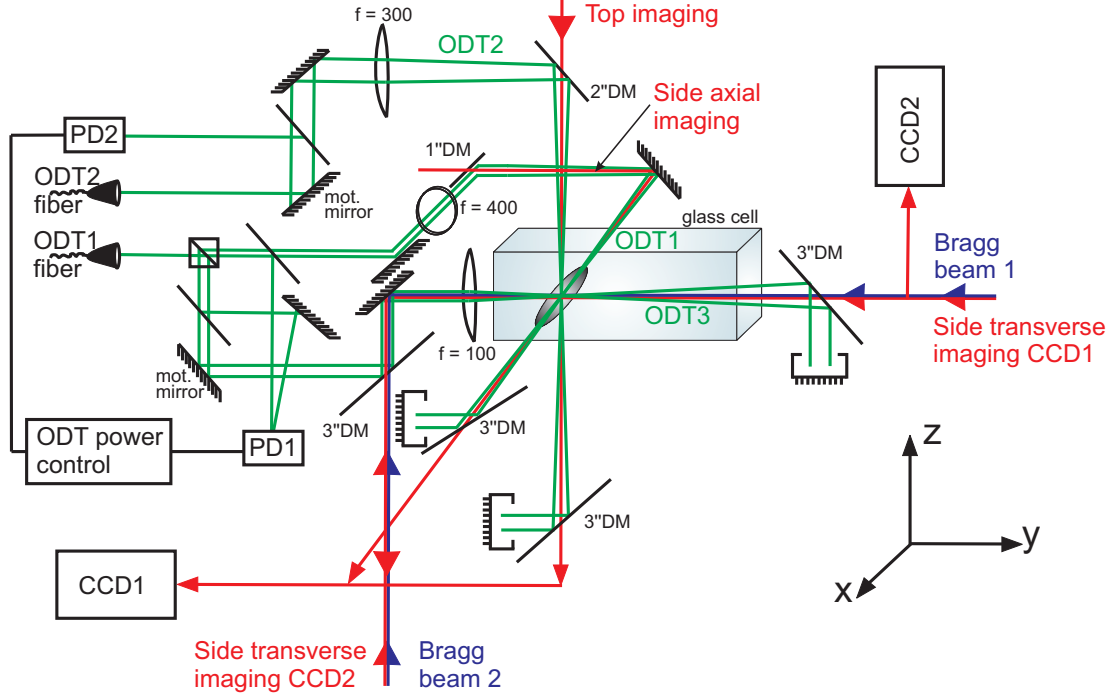 Top imaging
f = 300
ODT2
2"DM
Side axial
imaging
CCD2
PD2
1"DM
ODT2
fiber
mot.
mirror
f = 400
glass cell
ODT1
fiber
ODT1
3"DM
Bragg
beam 1
ODT3
Side transverse
imaging CCD1
f = 100
mot.
mirror
3"DM
3"DM
ODT power
control
PD1
3"DM
z
y
x
CCD1
Side transverse
imaging CCD2
Bragg
beam 2